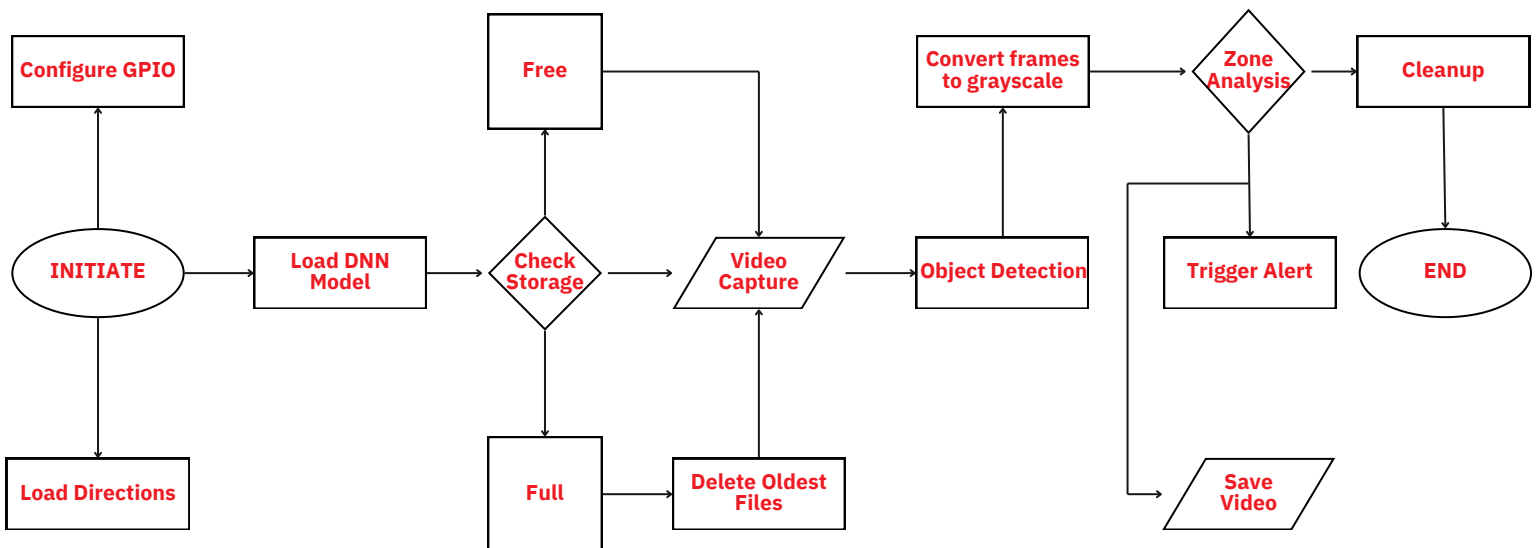 Configure GPIO
INITIATE
Load Directions
Load DNN
Model
Free
Check
Storage
Full
Video
Capture
Delete Oldest
Files
Convert frames
to grayscale
Object Detection
Zone
Analysis
Trigger Alert
Save
Video
Cleanup
END